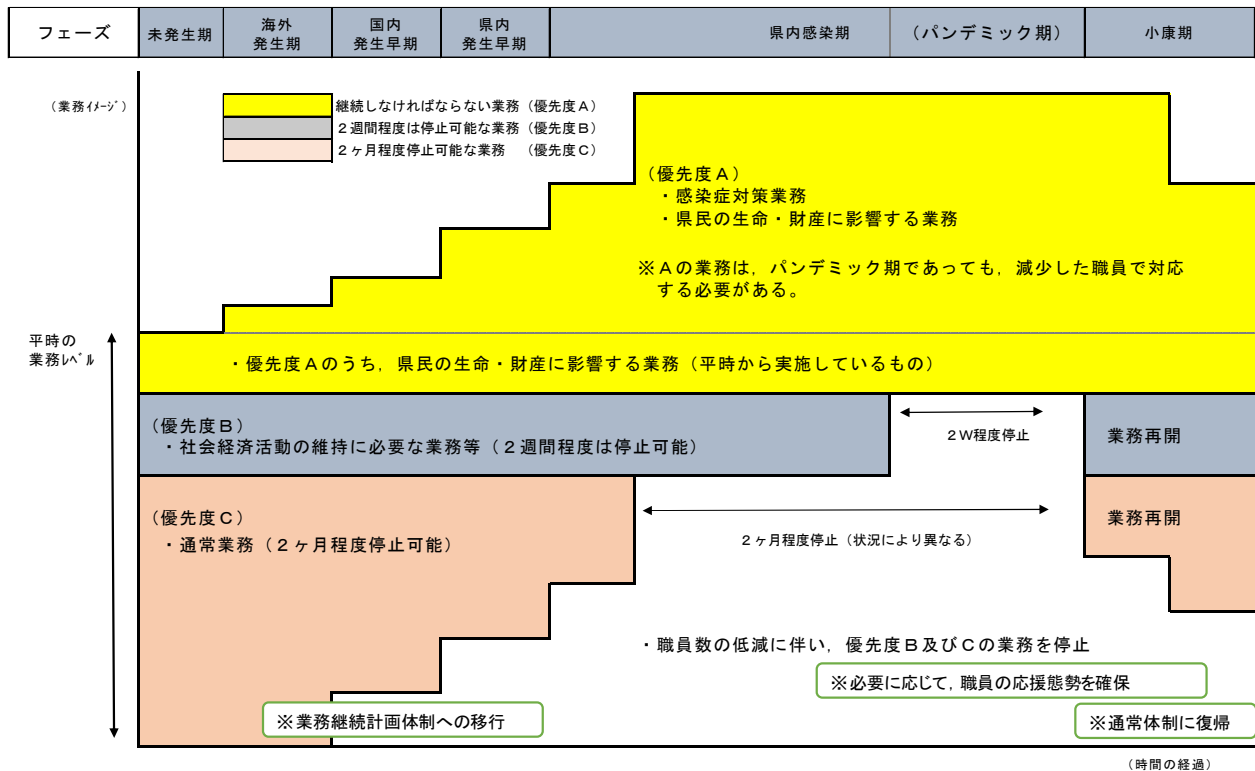 フェーズ
未発生期
海外
発生期
国内
発生早期
県内
発生早期
県内感染期
（パンデミック期）
小康期
（業務ｲﾒｰｼﾞ）
継続しなければならない業務（優先度Ａ）
２週間程度は停止可能な業務（優先度Ｂ）
２ヶ月程度停止可能な業務　（優先度Ｃ）
（優先度Ａ）
・感染症対策業務
・県民の生命・財産に影響する業務
※Ａの業務は，パンデミック期であっても，減少した職員で対応
する必要がある。
平時の
業務ﾚﾍﾞﾙ
・優先度Ａのうち，県民の生命・財産に影響する業務（平時から実施しているもの）
（優先度Ｂ）
・社会経済活動の維持に必要な業務等（２週間程度は停止可能）
２Ｗ程度停止
業務再開
（優先度Ｃ）
・通常業務（２ヶ月程度停止可能）
２ヶ月程度停止（状況により異なる）
業務再開
・職員数の低減に伴い，優先度Ｂ及びＣの業務を停止
※必要に応じて，職員の応援態勢を確保
※業務継続計画体制への移行
※通常体制に復帰
（時間の経過）